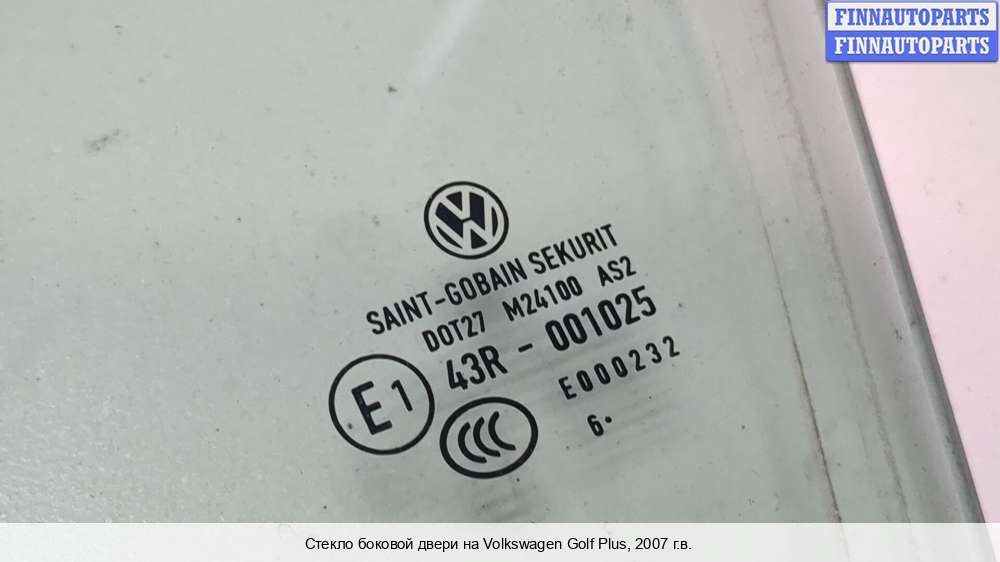 FINNAUTOPARTS
FINNAUTOPARTS
SAINT-GOBAIN SEKURIT
DOT27 M24100 AS2
43R - 001025
E1
E000232
CCC
6•
Стекло боковой двери на Volkswagen Golf Plus, 2007 г.в.